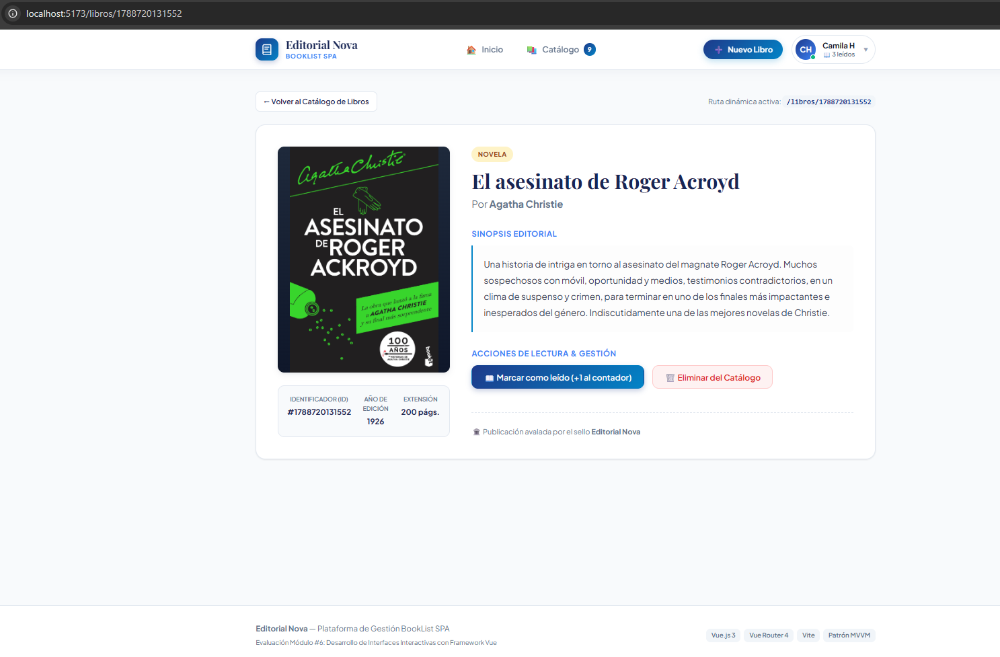 localhost:5173/libros/1788720131552
Editorial Nova
BOOKLIST SPA
Inicio
Catálogo 9
Nuevo Libro
CH
Camila H
3 leídos
← Volver al Catálogo de Libros
Ruta dinámica activa: /libros/1788720131552
Agatha Christie
EL
ASESINATO
DE ROGER
ACKROYD
La obra que lanzó a la fama
a AGATHA CHRISTIE
y su final más sorprendente
100
AÑOS
DE HISTORIAS DE
AGATHA CHRISTIE
NOVELA
El asesinato de Roger Acroyd
Por Agatha Christie
SINOPSIS EDITORIAL
Una historia de intriga en torno al asesinato del magnate Roger Acroyd. Muchos
sospechosos con móvil, oportunidad y medios, testimonios contradictorios, en un
clima de suspenso y crimen, para terminar en uno de los finales más impactantes e
inesperados del género. Indiscutidamente una de las mejores novelas de Christie.
ACCIONES DE LECTURA & GESTIÓN
Marcar como leído (+1 al contador)
Eliminar del Catálogo
IDENTIFICADOR (ID)
#1788720131552
AÑO DE
EDICIÓN
1926
EXTENSIÓN
200 págs.
Publicación avalada por el sello Editorial Nova
Editorial Nova — Plataforma de Gestión BookList SPA
Evaluación Módulo #6: Desarrollo de Interfaces Interactivas con Framework Vue
Vue.js 3
Vue Router 4
Vite
Patrón MVVM